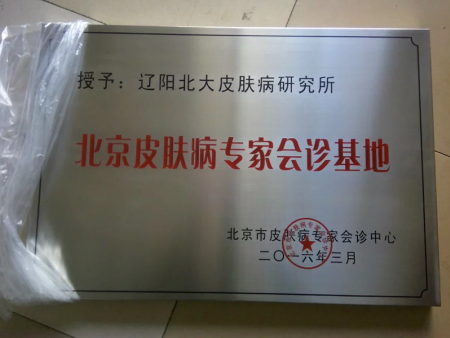 授予：辽阳北大皮肤病研究所
北京皮肤病专家会诊基地
北京市皮肤病专家会诊中心
二〇一六年三月